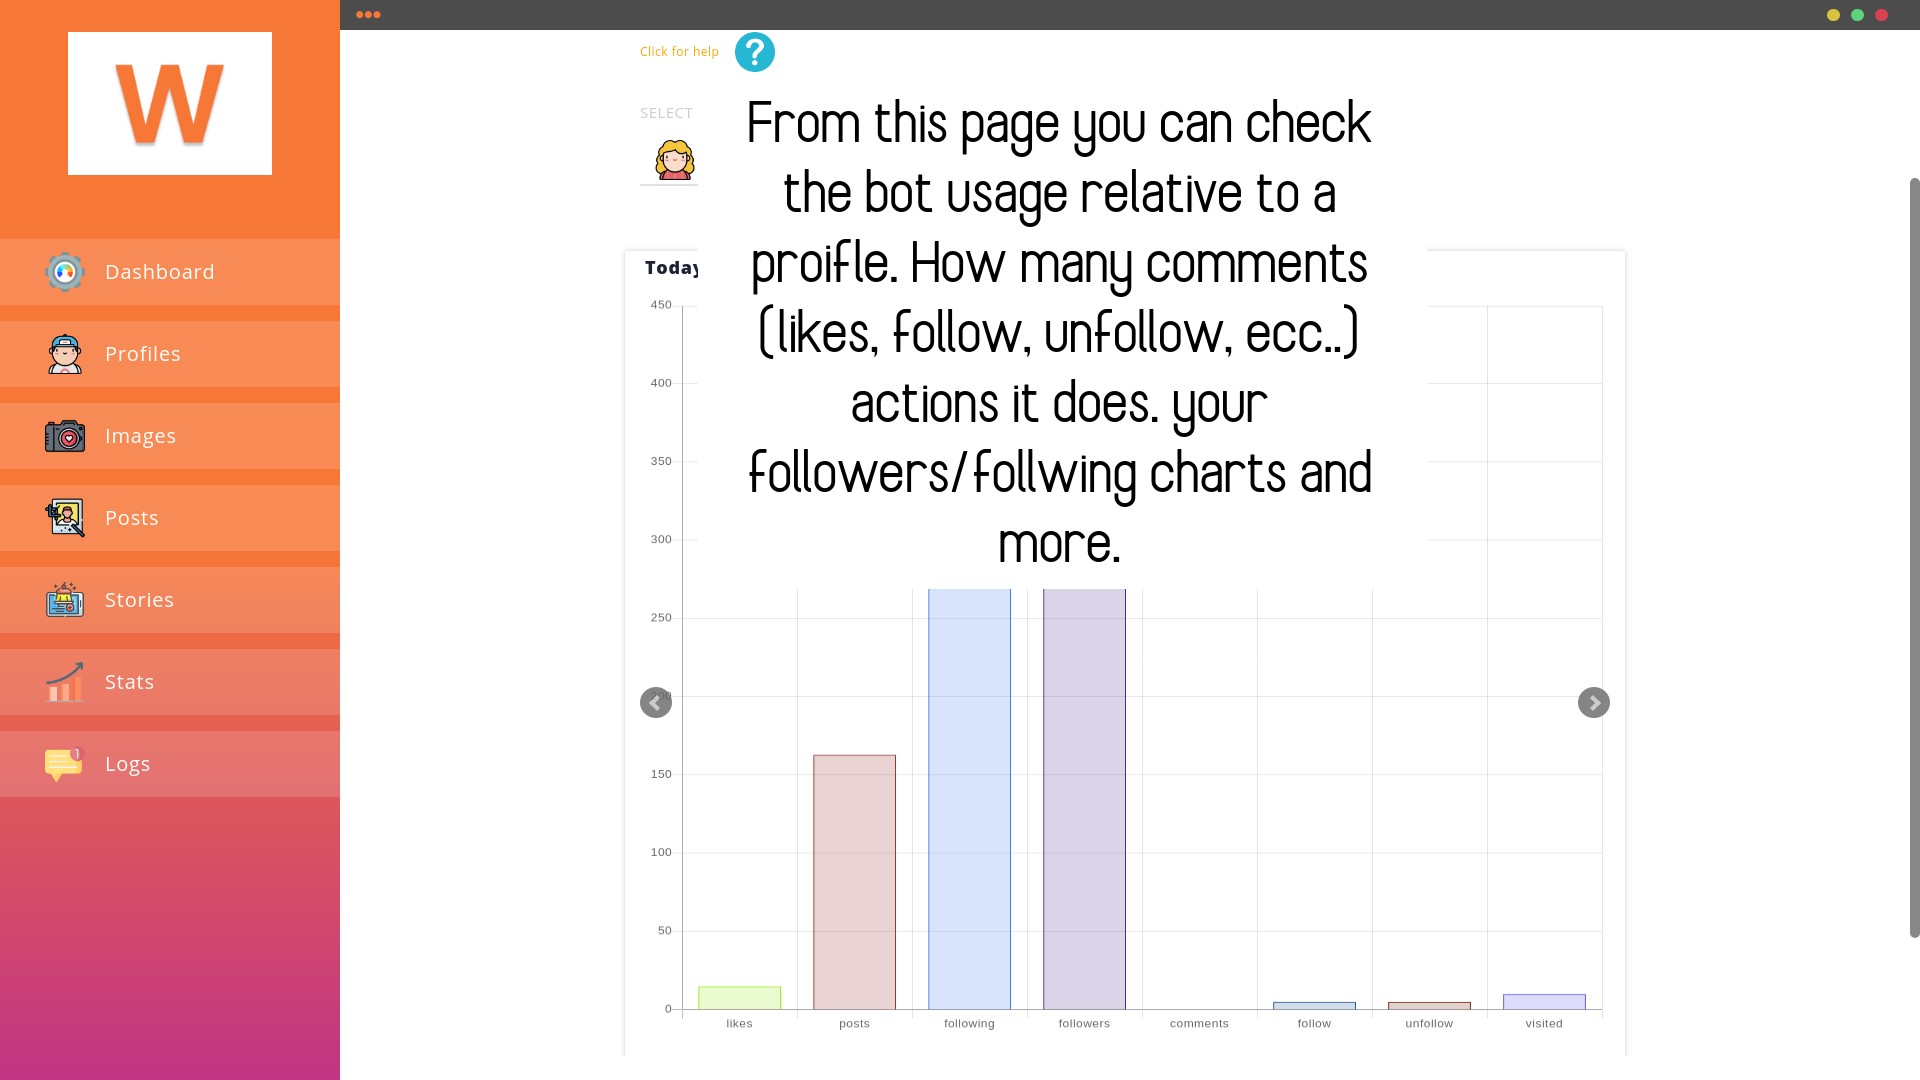 W
Dashboard
Profiles
Images
Posts
Stories
Stats
1
Logs
Click for help ?
SELECT
From this page you can check
the bot usage relative to a
proifle. How many comments
(likes, follow, unfollow, ecc..)
actions it does. your
followers/follwing charts and
more.
Today
450
400
350
300
250
200
150
100
50
0
likes posts following followers comments follow unfollow visited